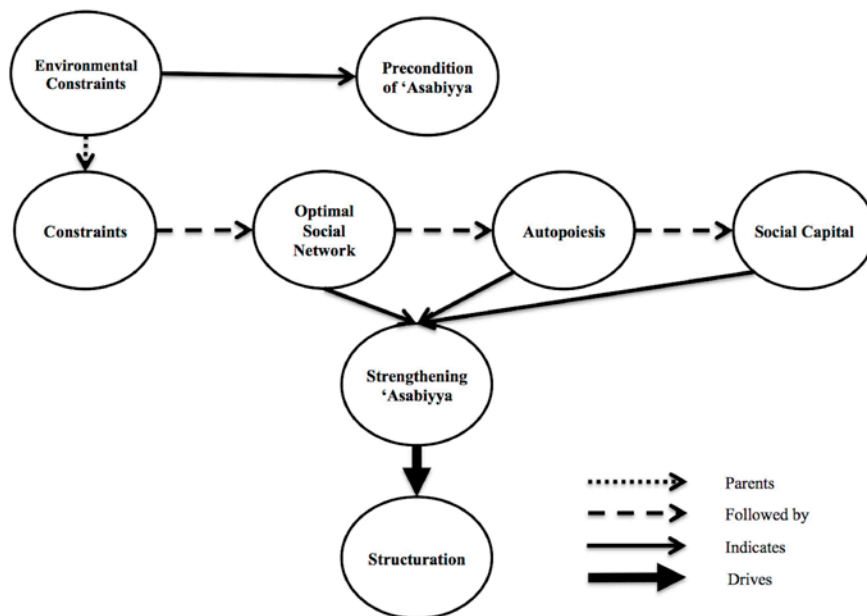 Environmental
Constraints
Precondition
of ‘Asabiyya
Constraints
Optimal
Social
Network
Autopoiesis
Social Capital
Strengthening
‘Asabiyya
Structuration
Parents
Followed by
Indicates
Drives